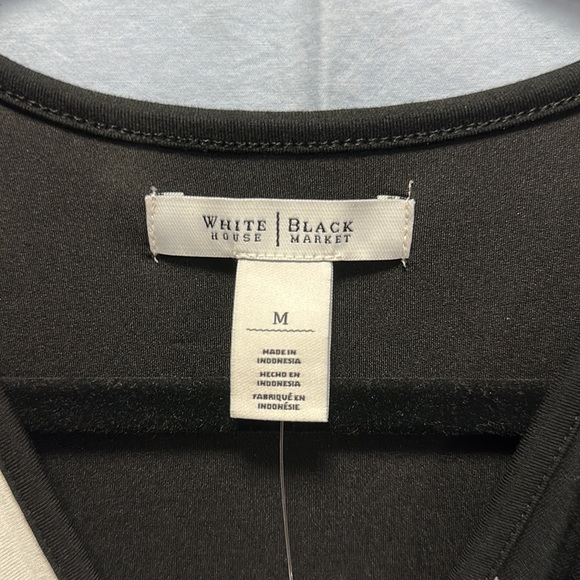 WHITE | BLACK
HOUSE MARKET
M
MADE IN
INDONESIA
HECHO EN
INDONESIA
FABRIQUÉ EN
INDONÉSIE